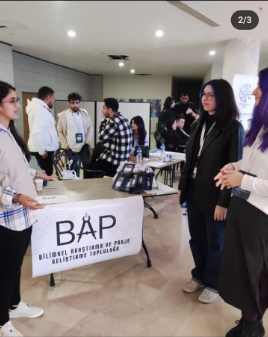 2/3
BAP
BİLİMSEL ARAŞTIRMA VE PROJE
GELİŞTİRME TOPLULUĞU